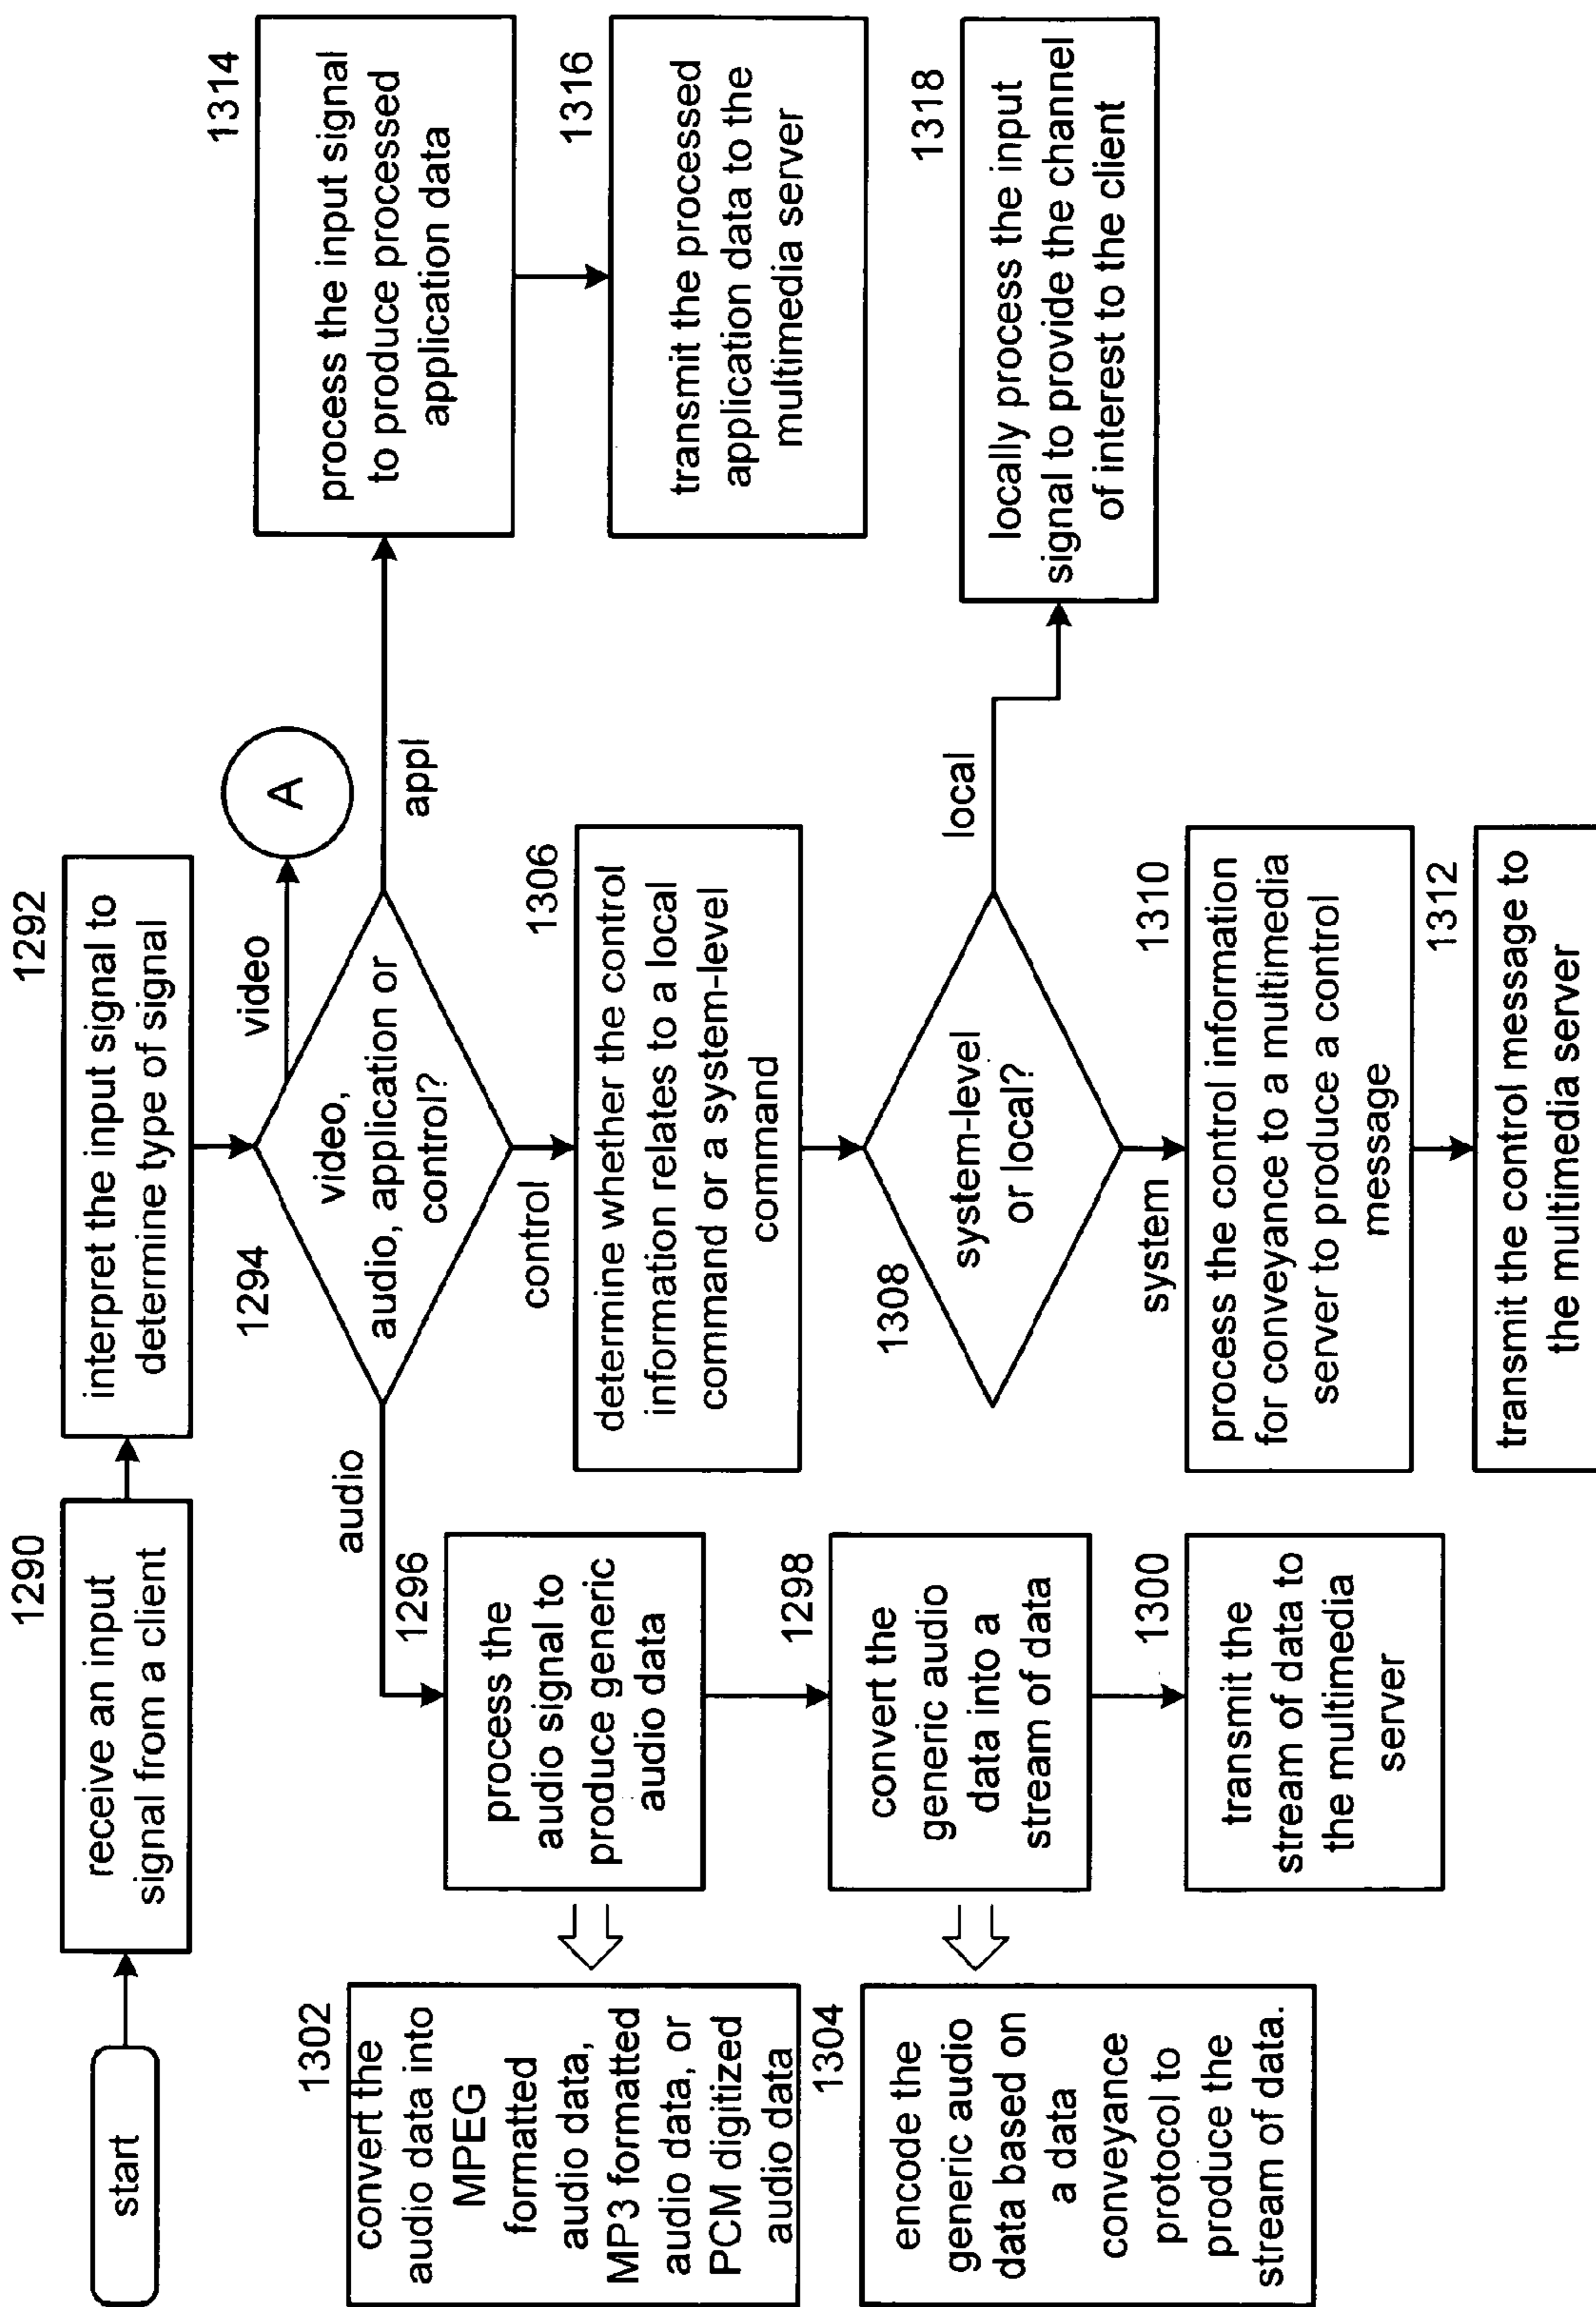 start
1290
receive an input
signal from a client
1292
interpret the input signal to
determine type of signal
1294
video,
audio, application or
control?
video
A
appl
1314
process the input signal
to produce processed
application data
1316
transmit the processed
application data to the
multimedia server
audio
1296
process the
audio signal to
produce generic
audio data
1302
convert the
audio data into
MPEG
formatted
audio data,
MP3 formatted
audio data, or
PCM digitized
audio data
1298
convert the
generic audio
data into a
stream of data
1304
encode the
generic audio
data based on
a data
conveyance
protocol to
produce the
stream of data.
1300
transmit the
stream of data to
the multimedia
server
control
1306
determine whether the control
information relates to a local
command or a system-level
command
1308
system-level
or local?
local
1318
locally process the input
signal to provide the channel
of interest to the client
system
1310
process the control information
for conveyance to a multimedia
server to produce a control
message
1312
transmit the control message to
the multimedia server